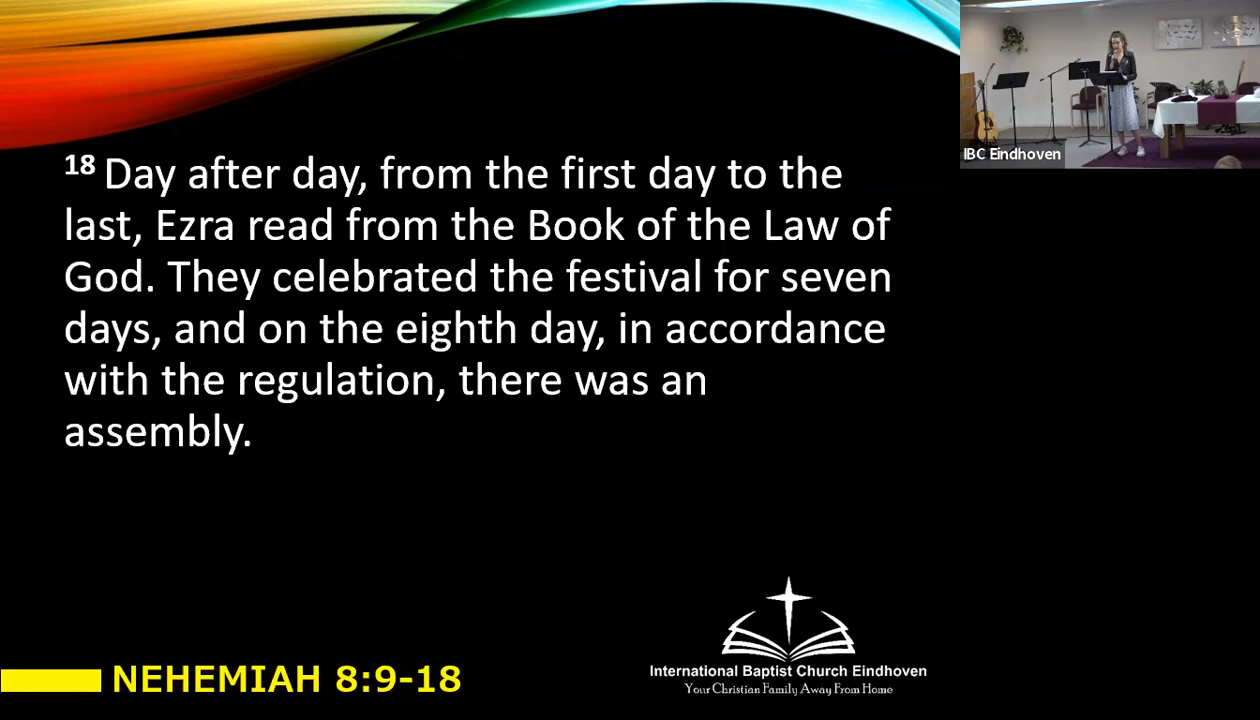 18 Day after day, from the first day to the
last, Ezra read from the Book of the Law of
God. They celebrated the festival for seven
days, and on the eighth day, in accordance
with the regulation, there was an
assembly.
IBC Eindhoven
International Baptist Church Eindhoven
Your Christian Family Away From Home
NEHEMIAH 8:9-18